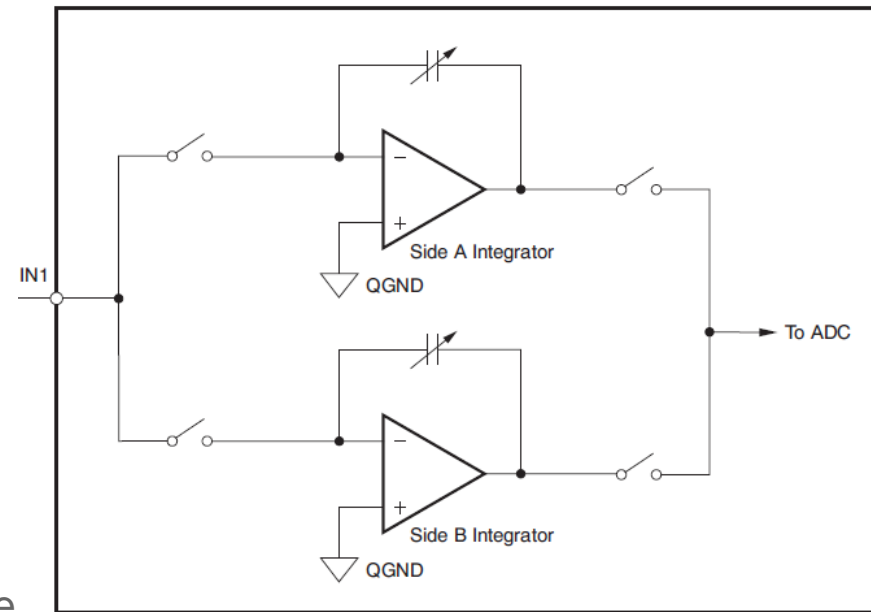 −
+
Side A Integrator
QGND
IN1
To ADC
−
+
Side B Integrator
QGND
e